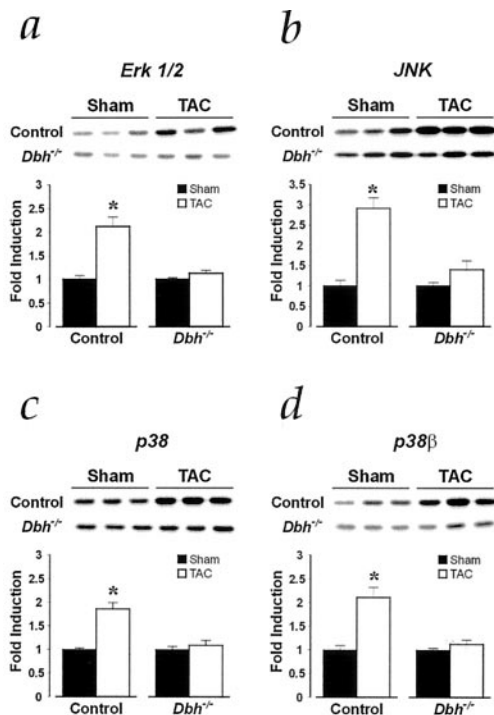 a
Erk 1/2
Sham TAC
Control
Dbh-/-
Fold Induction
3
2.5
2
1.5
1
0.5
0
Sham
TAC
*
Control Dbh-/-
b
JNK
Sham TAC
Control
Dbh-/-
Fold Induction
3.5
3
2.5
2
1.5
1
0.5
0
Sham
TAC
*
Control Dbh-/-
c
p38
Sham TAC
Control
Dbh-/-
Fold Induction
3
2.5
2
1.5
1
0.5
0
Sham
TAC
*
Control Dbh-/-
d
p38β
Sham TAC
Control
Dbh-/-
Fold Induction
3
2.5
2
1.5
1
0.5
0
Sham
TAC
*
Control Dbh-/-